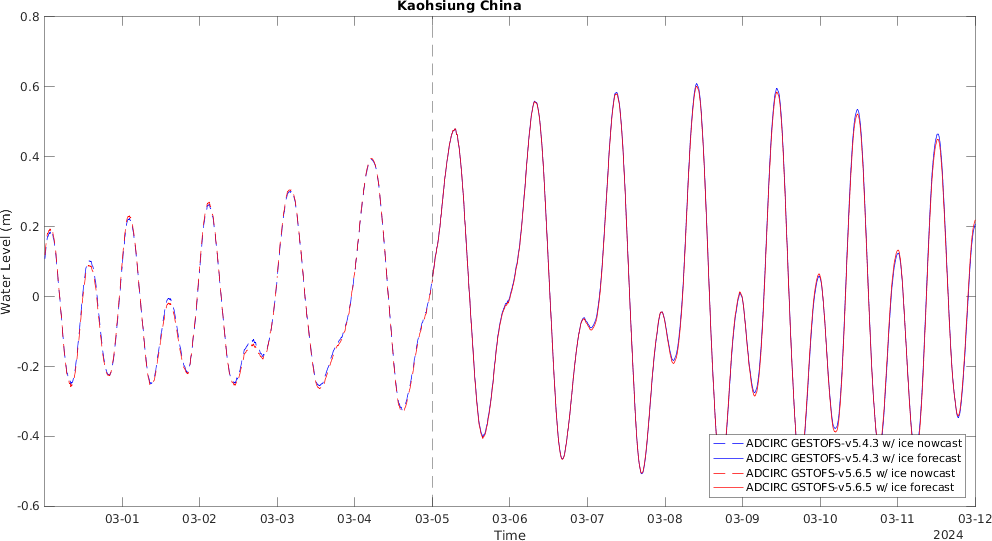 Kaohsiung China
0.8
0.6
0.4
0.2
0
-0.2
-0.4
-0.6
Water Level (m)
ADCIRC GESTOFS-v5.4.3 w/ ice nowcast
ADCIRC GESTOFS-v5.4.3 w/ ice forecast
ADCIRC GSTOFS-v5.6.5 w/ ice nowcast
ADCIRC GSTOFS-v5.6.5 w/ ice forecast
03-01 03-02 03-03 03-04 03-05 03-06 03-07 03-08 03-09 03-10 03-11 03-12
Time
2024